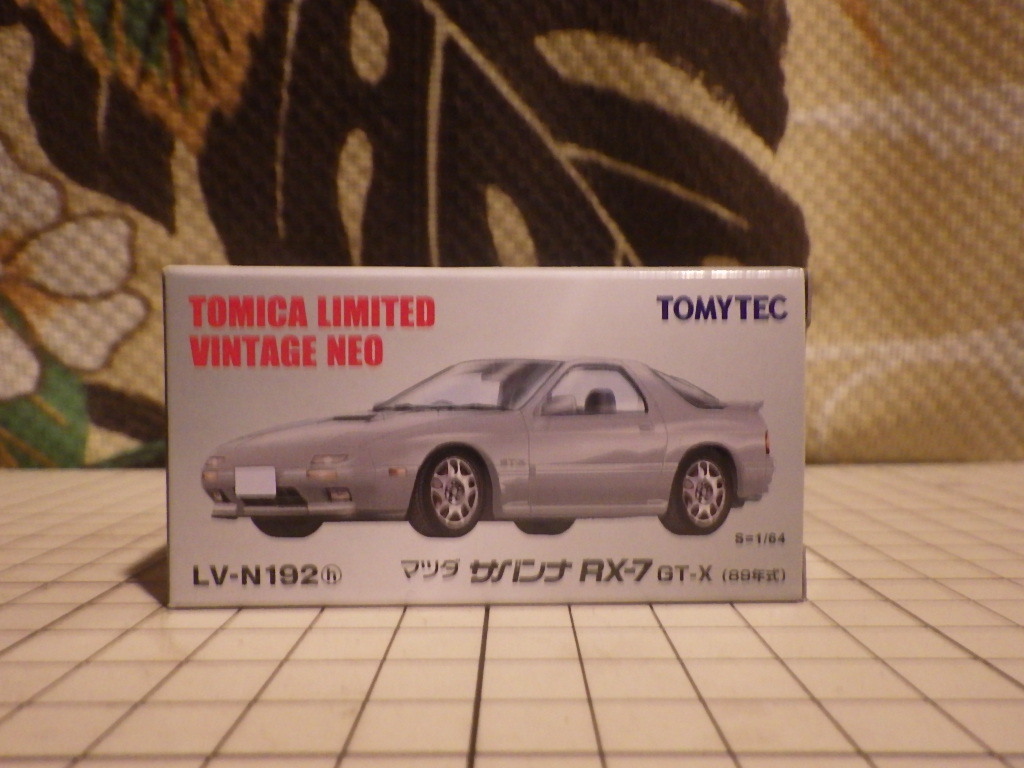 TOMICA LIMITED
VINTAGE NEO
TOMYTEC
S=1/64
LV-N192ⓗ
マツダ サバンナ RX-7 GT-X (89年式)